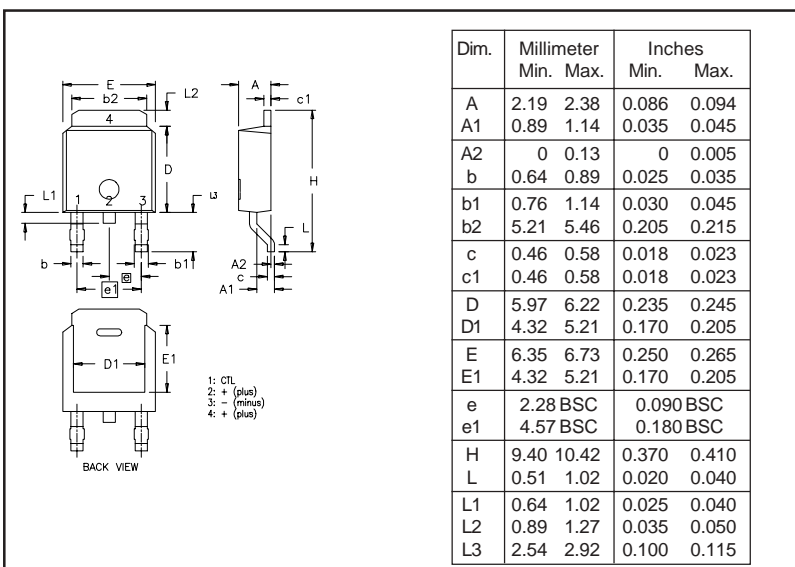 E
b2
L2
A
c1
4
D
H
L1
L3
1 2 3
L
b
b1
e
e1
A2
c
A1
D1
E1
1: CTL
2: + (plus)
3: − (minus)
4: + (plus)
BACK VIEW
Dim. Millimeter Inches
Min. Max. Min. Max.
A 2.19 2.38 0.086 0.094
A1 0.89 1.14 0.035 0.045
A2 0 0.13 0 0.005
b 0.64 0.89 0.025 0.035
b1 0.76 1.14 0.030 0.045
b2 5.21 5.46 0.205 0.215
c 0.46 0.58 0.018 0.023
c1 0.46 0.58 0.018 0.023
D 5.97 6.22 0.235 0.245
D1 4.32 5.21 0.170 0.205
E 6.35 6.73 0.250 0.265
E1 4.32 5.21 0.170 0.205
e 2.28 BSC 0.090 BSC
e1 4.57 BSC 0.180 BSC
H 9.40 10.42 0.370 0.410
L 0.51 1.02 0.020 0.040
L1 0.64 1.02 0.025 0.040
L2 0.89 1.27 0.035 0.050
L3 2.54 2.92 0.100 0.115